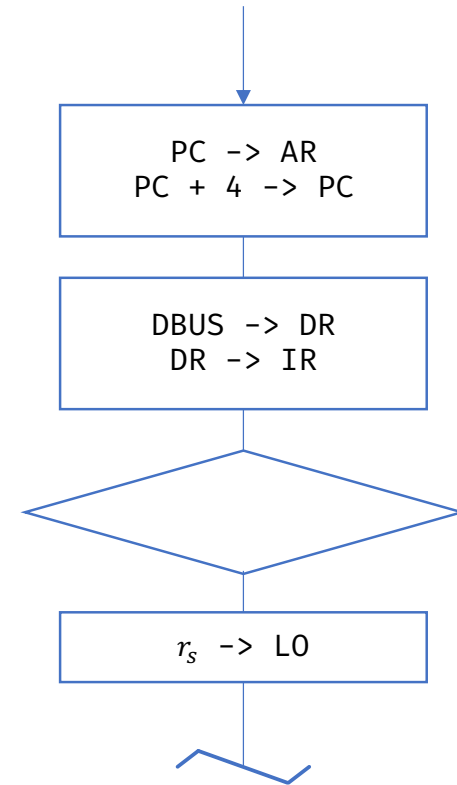 PC -> AR
PC + 4 -> PC
DBUS -> DR
DR -> IR
rₛ -> LO